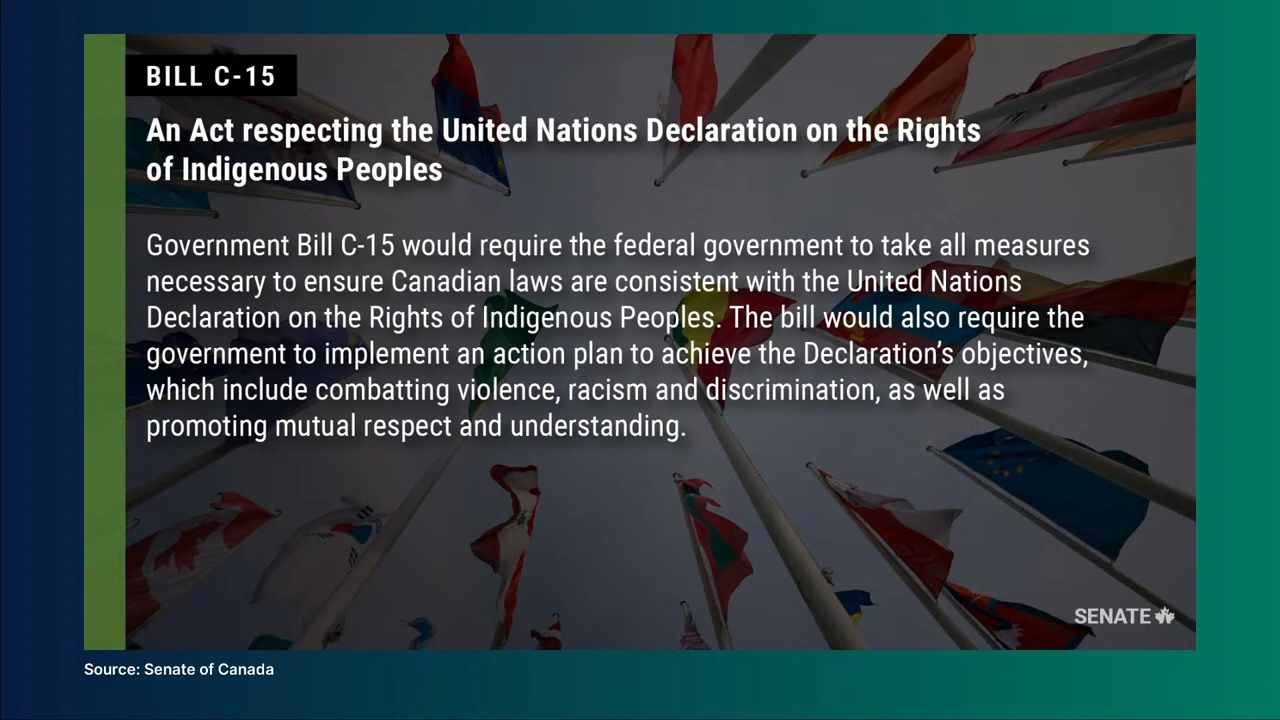 BILL C-15
An Act respecting the United Nations Declaration on the Rights
of Indigenous Peoples
Government Bill C-15 would require the federal government to take all measures
necessary to ensure Canadian laws are consistent with the United Nations
Declaration on the Rights of Indigenous Peoples. The bill would also require the
government to implement an action plan to achieve the Declaration’s objectives,
which include combatting violence, racism and discrimination, as well as
promoting mutual respect and understanding.
SENATE
Source: Senate of Canada